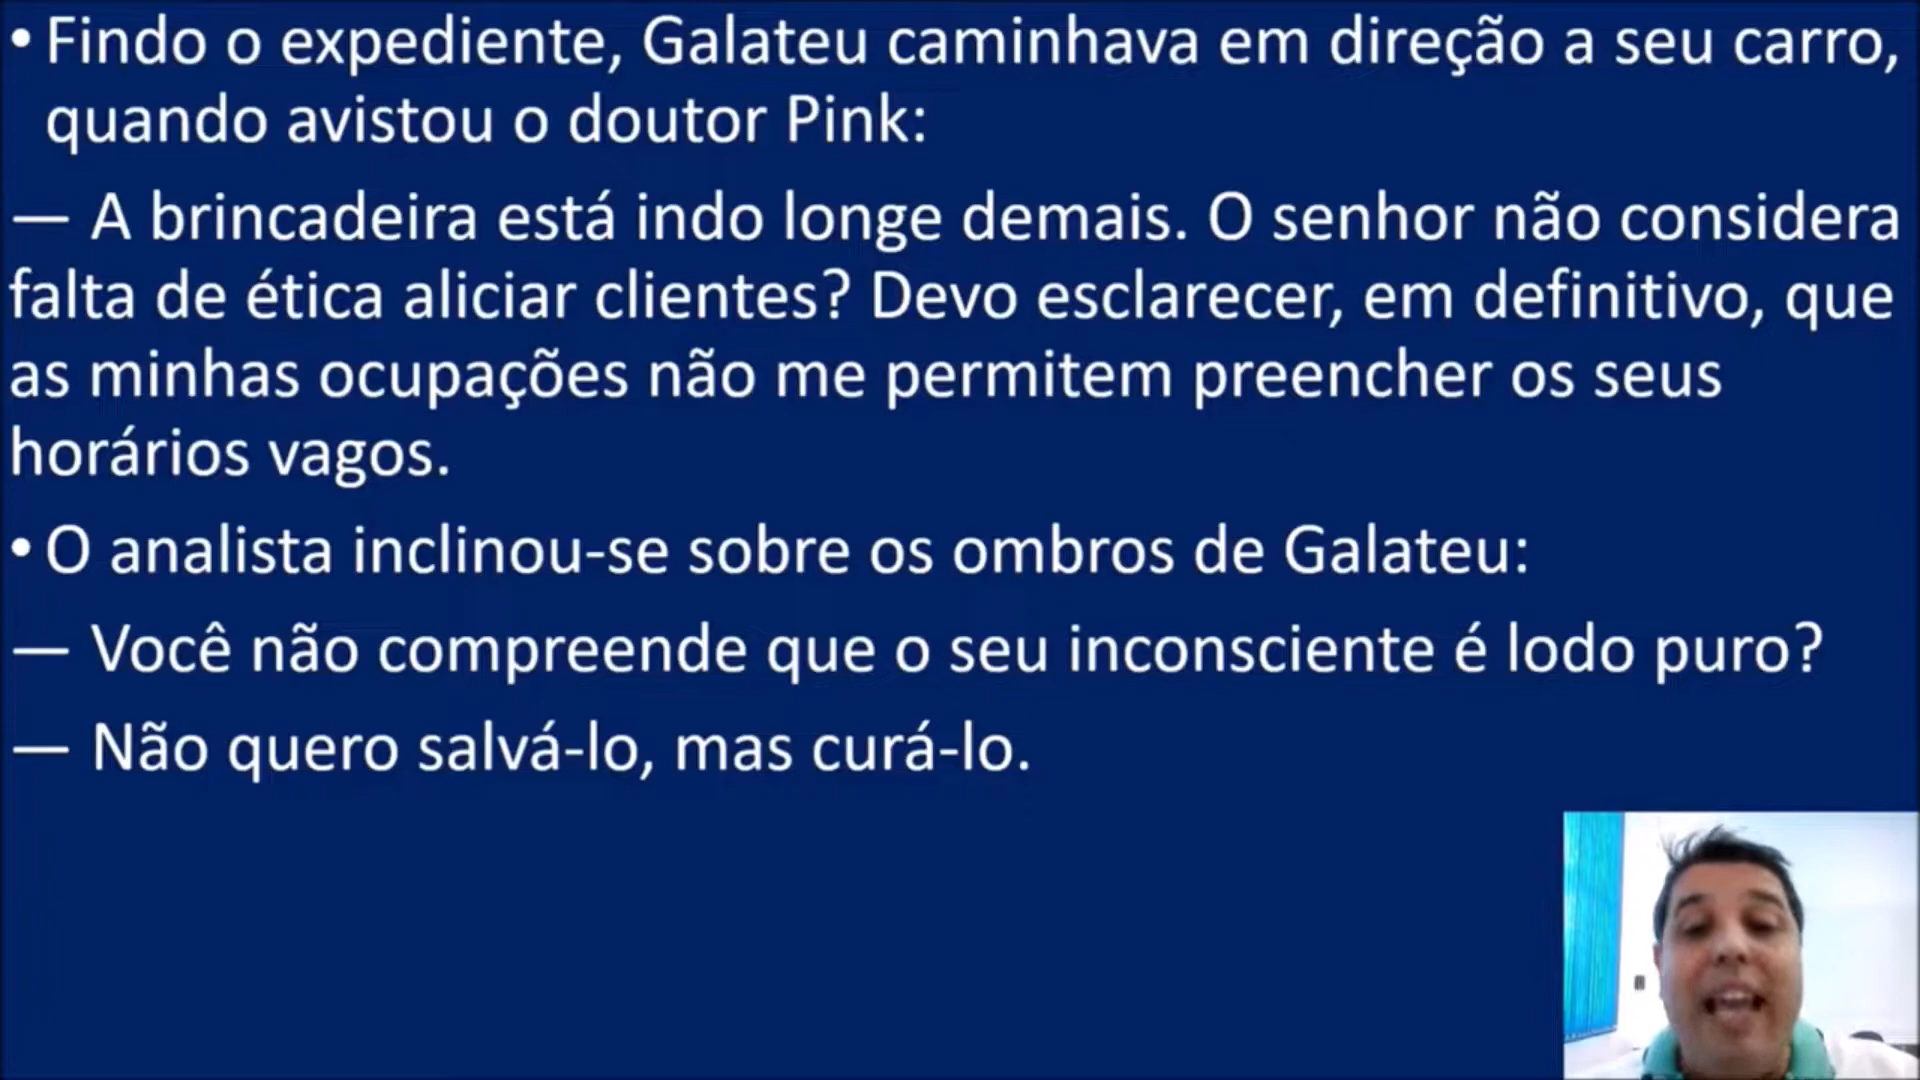 • Findo o expediente, Galateu caminhava em direção a seu carro,
quando avistou o doutor Pink:
— A brincadeira está indo longe demais. O senhor não considera
falta de ética aliciar clientes? Devo esclarecer, em definitivo, que
as minhas ocupações não me permitem preencher os seus
horários vagos.
• O analista inclinou-se sobre os ombros de Galateu:
— Você não compreende que o seu inconsciente é lodo puro?
— Não quero salvá-lo, mas curá-lo.